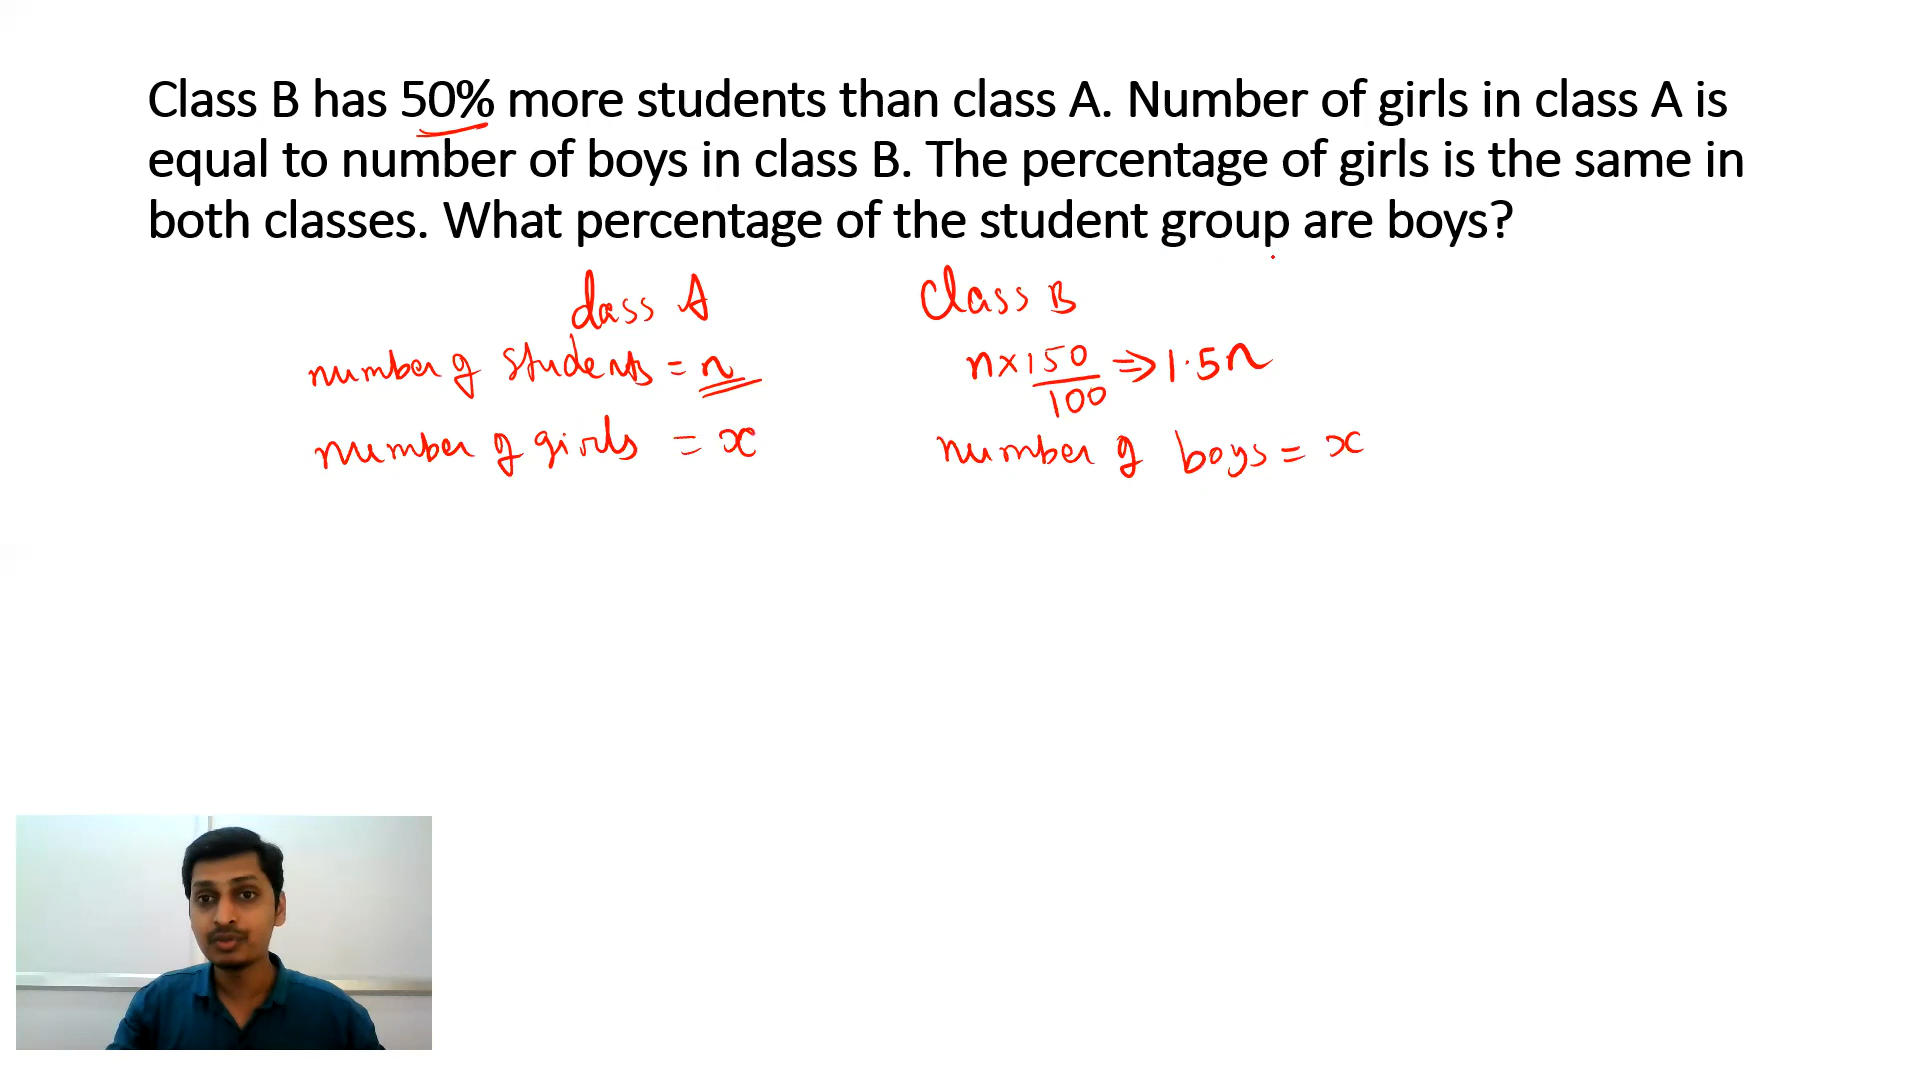 Class B has 50% more students than class A. Number of girls in class A is
equal to number of boys in class B. The percentage of girls is the same in
both classes. What percentage of the student group are boys?
class A
Class B
number of students = n
n × 150/100 => 1.5n
number of girls = x
number of boys = x